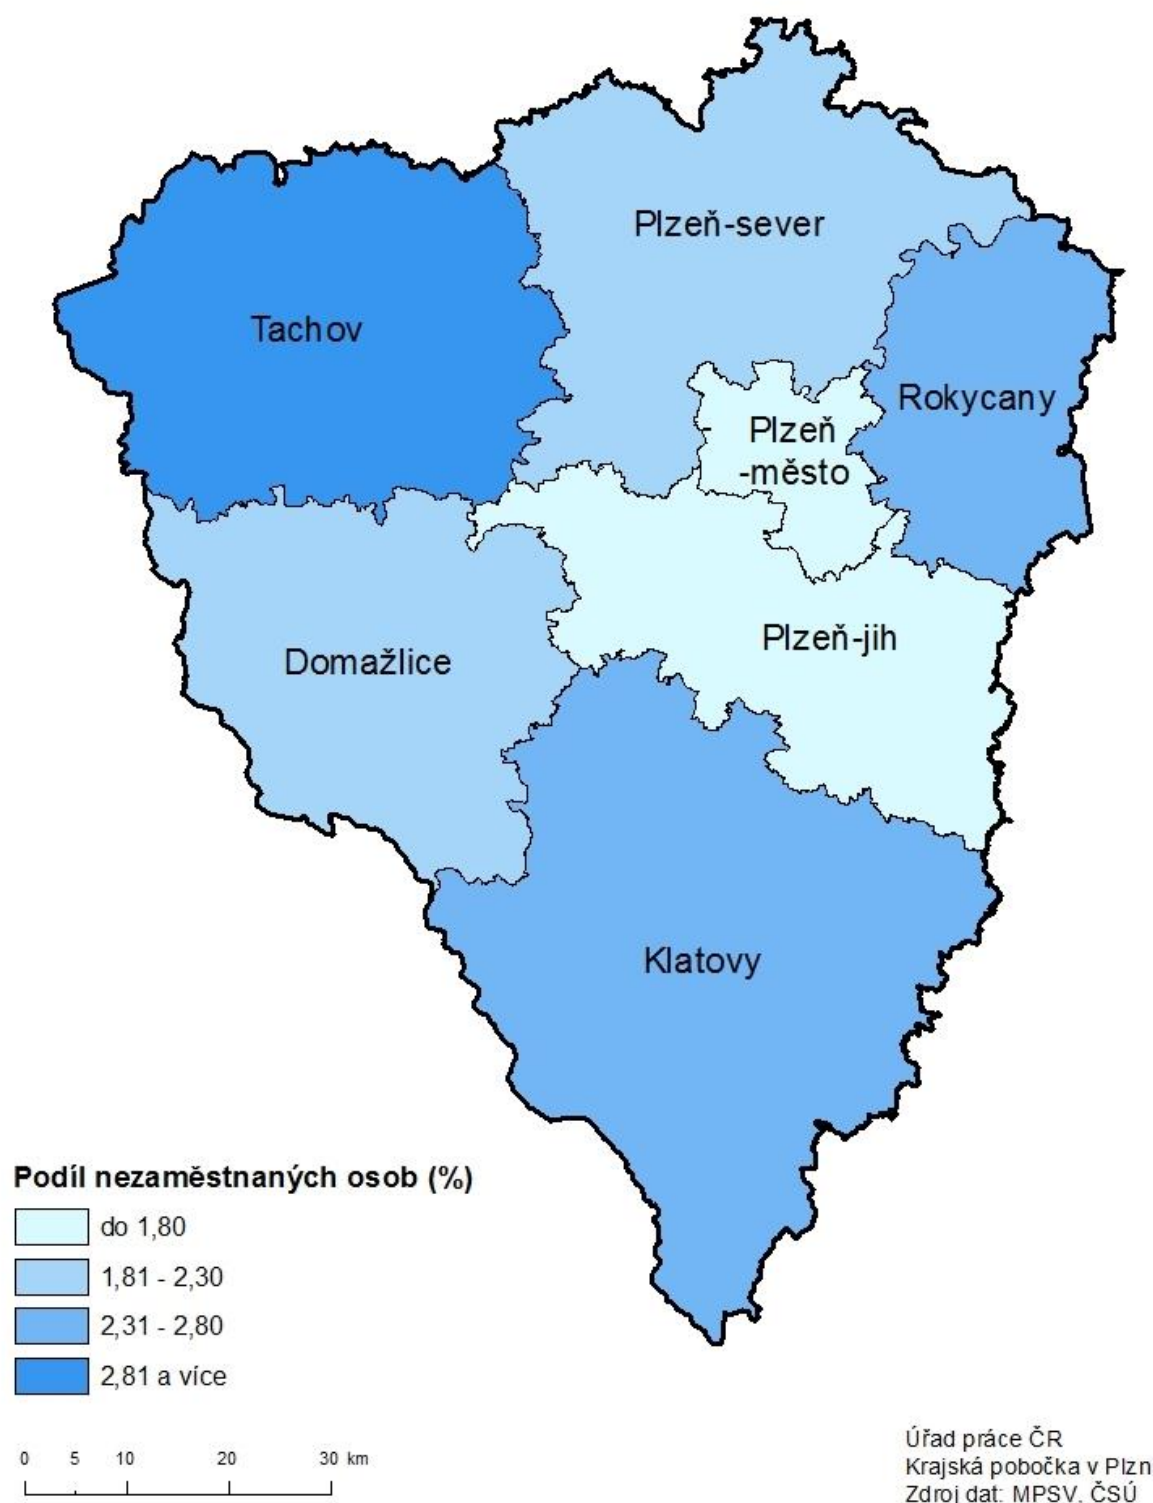 Plzeň-sever
Tachov
Rokycany
Plzeň
-město
Plzeň-jih
Domažlice
Klatovy
Podíl nezaměstnaných osob (%)
do 1,80
1,81 - 2,30
2,31 - 2,80
2,81 a více
0 5 10 20 30 km
Úřad práce ČR
Krajská pobočka v Plzn
Zdroj dat: MPSV, ČSÚ